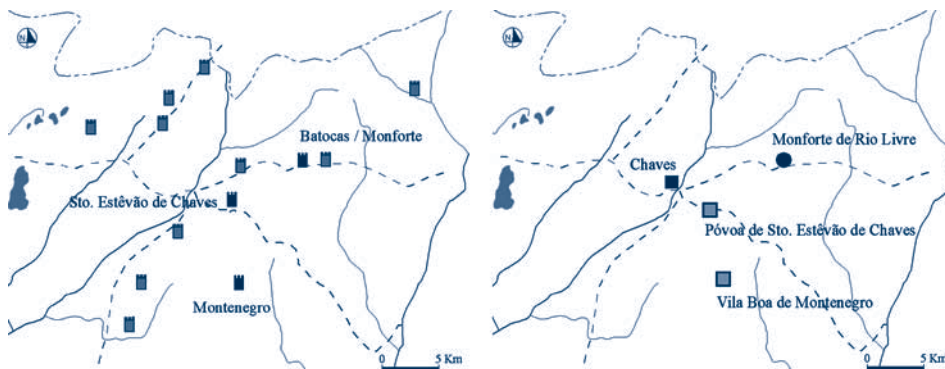 N
Batocas / Monforte
Sto. Estêvão de Chaves
Montenegro
0 5 Km
N
Monforte de Rio Livre
Chaves
Póvoa de Sto. Estêvão de Chaves
Vila Boa de Montenegro
0 5 Km